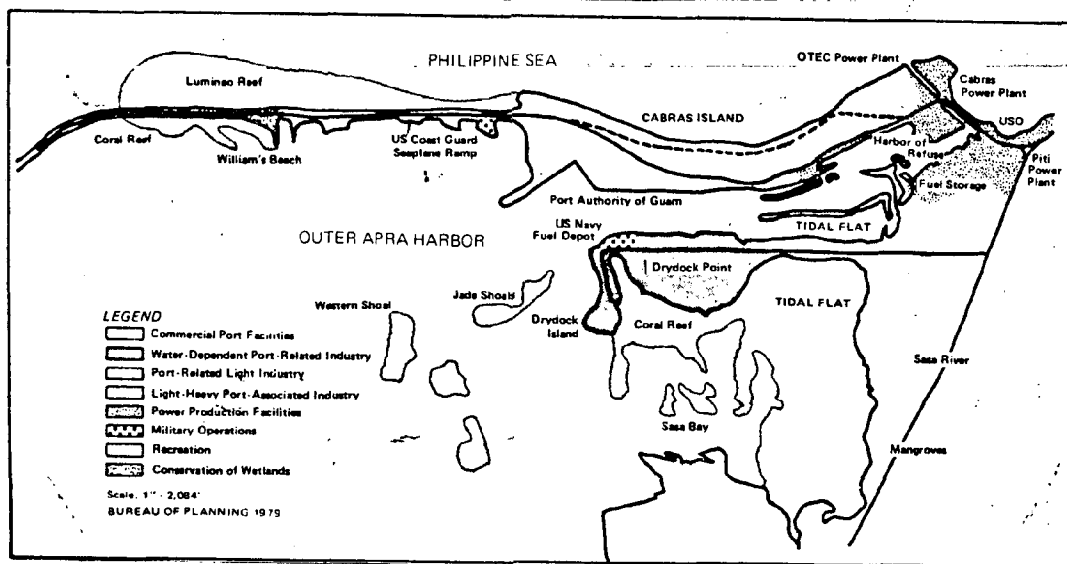 PHILIPPINE SEA
OTEC Power Plant
Luminao Reef
Cabras
Power Plant
CABRAS ISLAND
USO
Coral Reef
William's Beach
US Coast Guard
Seaplane Ramp
Harbor of
Refuse
Piti
Power
Plant
Fuel Storage
Port Authority of Guam
US Navy
Fuel Depot
TIDAL FLAT
OUTER APRA HARBOR
Drydock Point
Jade Shoals
Western Shoal
TIDAL FLAT
Drydock
Island
Coral Reef
Sasa River
Sasa Bay
Mangroves
LEGEND
Commercial Port Facilities
Water-Dependent Port-Related Industry
Port-Related Light Industry
Light-Heavy Port-Associated Industry
Power Production Facilities
Military Operations
Recreation
Conservation of Wetlands
Scale. 1" - 2,084'
BUREAU OF PLANNING 1979